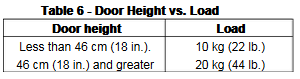 Table 6 - Door Height vs. Load
Door height Load
Less than 46 cm (18 in.). 10 kg (22 lb.)
46 cm (18 in.) and greater 20 kg (44 lb.)